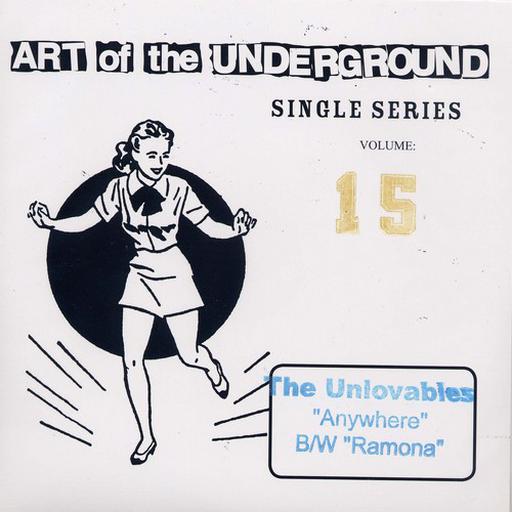 ART of the UNDERGROUND
SINGLE SERIES
VOLUME:
15
The Unlovables
"Anywhere"
B/W "Ramona"